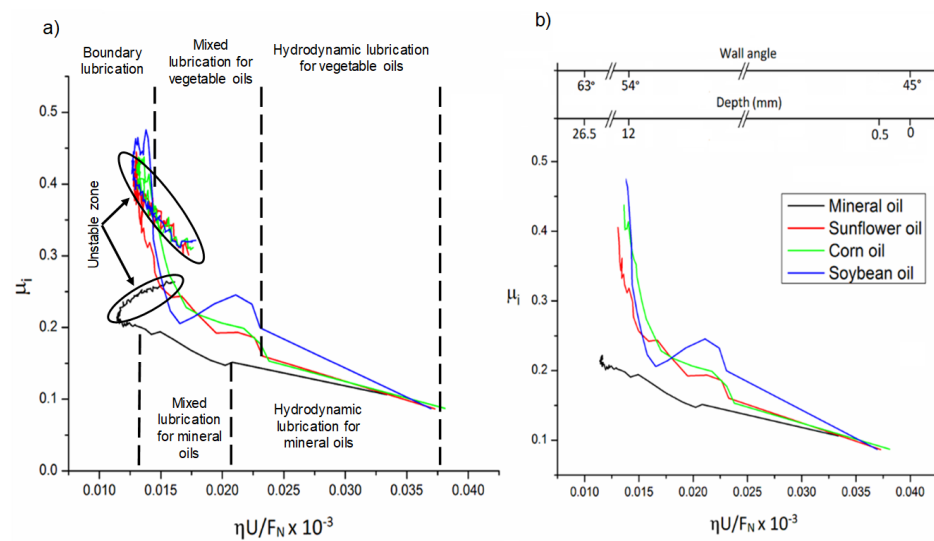 a)
Boundary
lubrication
Mixed
lubrication for
vegetable oils
Hydrodynamic lubrication
for vegetable oils
0.5
0.4
0.3
0.2
0.1
0.0
μi
Unstable zone
Mixed
lubrication
for mineral
oils
Hydrodynamic
lubrication for
mineral oils
0.010 0.015 0.020 0.025 0.030 0.035 0.040
ηU/FN x 10-3
b)
Wall angle
63° 54° 45°
Depth (mm)
26.5 12 0.5 0
0.5
0.4
0.3
0.2
0.1
μi
Mineral oil
Sunflower oil
Corn oil
Soybean oil
0.010 0.015 0.020 0.025 0.030 0.035 0.040
ηU/FN x 10-3